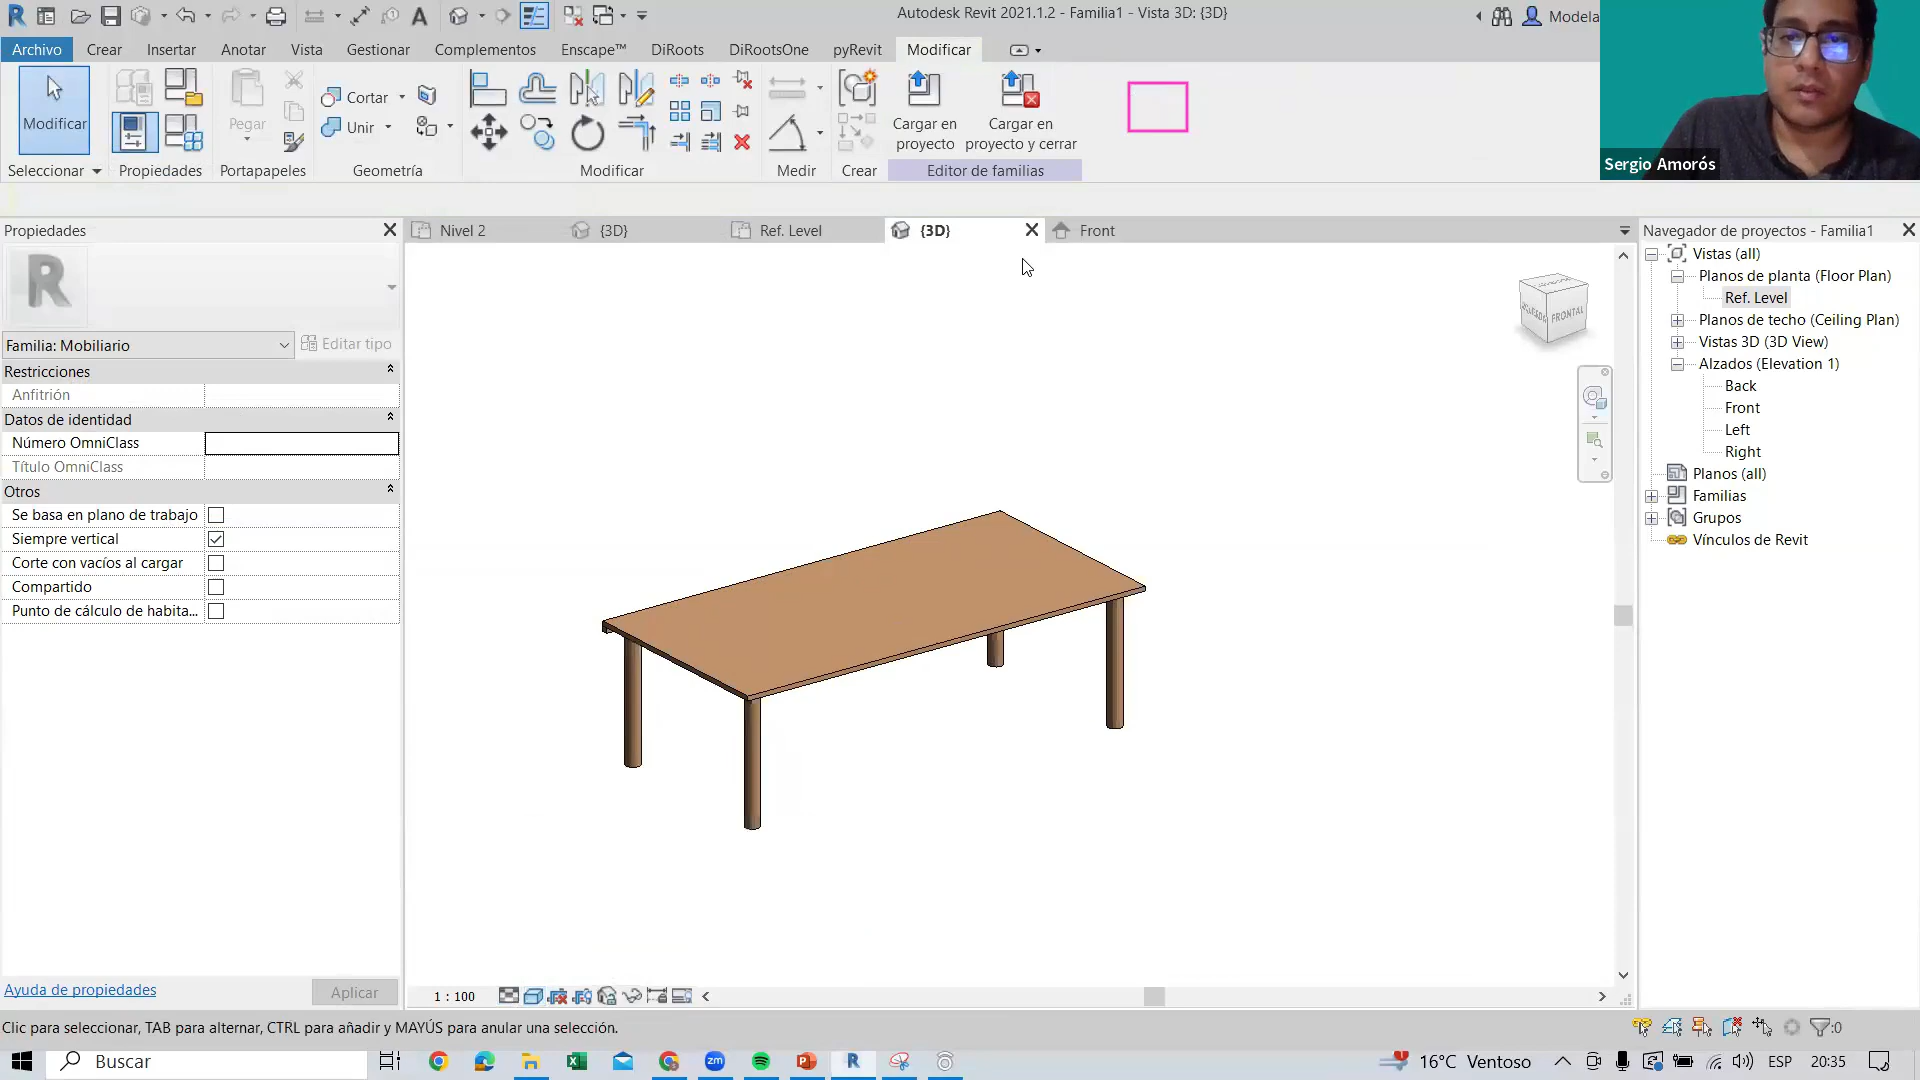 Autodesk Revit 2021.1.2 - Familia1 - Vista 3D: {3D}
Modela
Archivo Crear Insertar Anotar Vista Gestionar Complementos Enscape™ DiRoots DiRootsOne pyRevit Modificar
Modificar
Pegar
Cortar
Unir
Cargar en proyecto
Cargar en proyecto y cerrar
Seleccionar Propiedades Portapapeles Geometría Modificar Medir Crear Editor de familias
Sergio Amorós
Propiedades
Nivel 2 {3D} Ref. Level {3D} Front
Navegador de proyectos - Familia1
R
Familia: Mobiliario
Editar tipo
Restricciones
Anfitrión
Datos de identidad
Número OmniClass
Título OmniClass
Otros
Se basa en plano de trabajo
Siempre vertical
Corte con vacíos al cargar
Compartido
Punto de cálculo de habita...
Ayuda de propiedades
Aplicar
FRONTAL
Vistas (all)
Planos de planta (Floor Plan)
Ref. Level
Planos de techo (Ceiling Plan)
Vistas 3D (3D View)
Alzados (Elevation 1)
Back
Front
Left
Right
Planos (all)
Familias
Grupos
Vínculos de Revit
1 : 100
Clic para seleccionar, TAB para alternar, CTRL para añadir y MAYÚS para anular una selección.
:0
Buscar
zm
16°C Ventoso
ESP
20:35